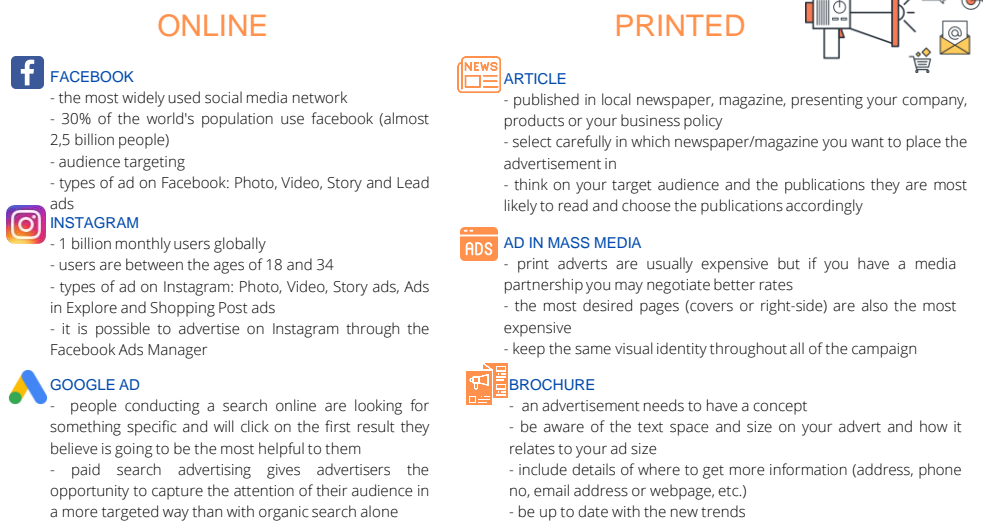 ONLINE
FACEBOOK
- the most widely used social media network
- 30% of the world's population use facebook (almost
2,5 billion people)
- audience targeting
- types of ad on Facebook: Photo, Video, Story and Lead
ads
INSTAGRAM
- 1 billion monthly users globally
- users are between the ages of 18 and 34
- types of ad on Instagram: Photo, Video, Story ads, Ads
in Explore and Shopping Post ads
- it is possible to advertise on Instagram through the
Facebook Ads Manager
GOOGLE AD
- people conducting a search online are looking for
something specific and will click on the first result they
believe is going to be the most helpful to them
- paid search advertising gives advertisers the
opportunity to capture the attention of their audience in
a more targeted way than with organic search alone
PRINTED
@
NEWS
ARTICLE
- published in local newspaper, magazine, presenting your company,
products or your business policy
- select carefully in which newspaper/magazine you want to place the
advertisement in
- think on your target audience and the publications they are most
likely to read and choose the publications accordingly
ADS
AD IN MASS MEDIA
- print adverts are usually expensive but if you have a media
partnership you may negotiate better rates
- the most desired pages (covers or right-side) are also the most
expensive
- keep the same visual identity throughout all of the campaign
BROCHURE
- an advertisement needs to have a concept
- be aware of the text space and size on your advert and how it
relates to your ad size
- include details of where to get more information (address, phone
no, email address or webpage, etc.)
- be up to date with the new trends